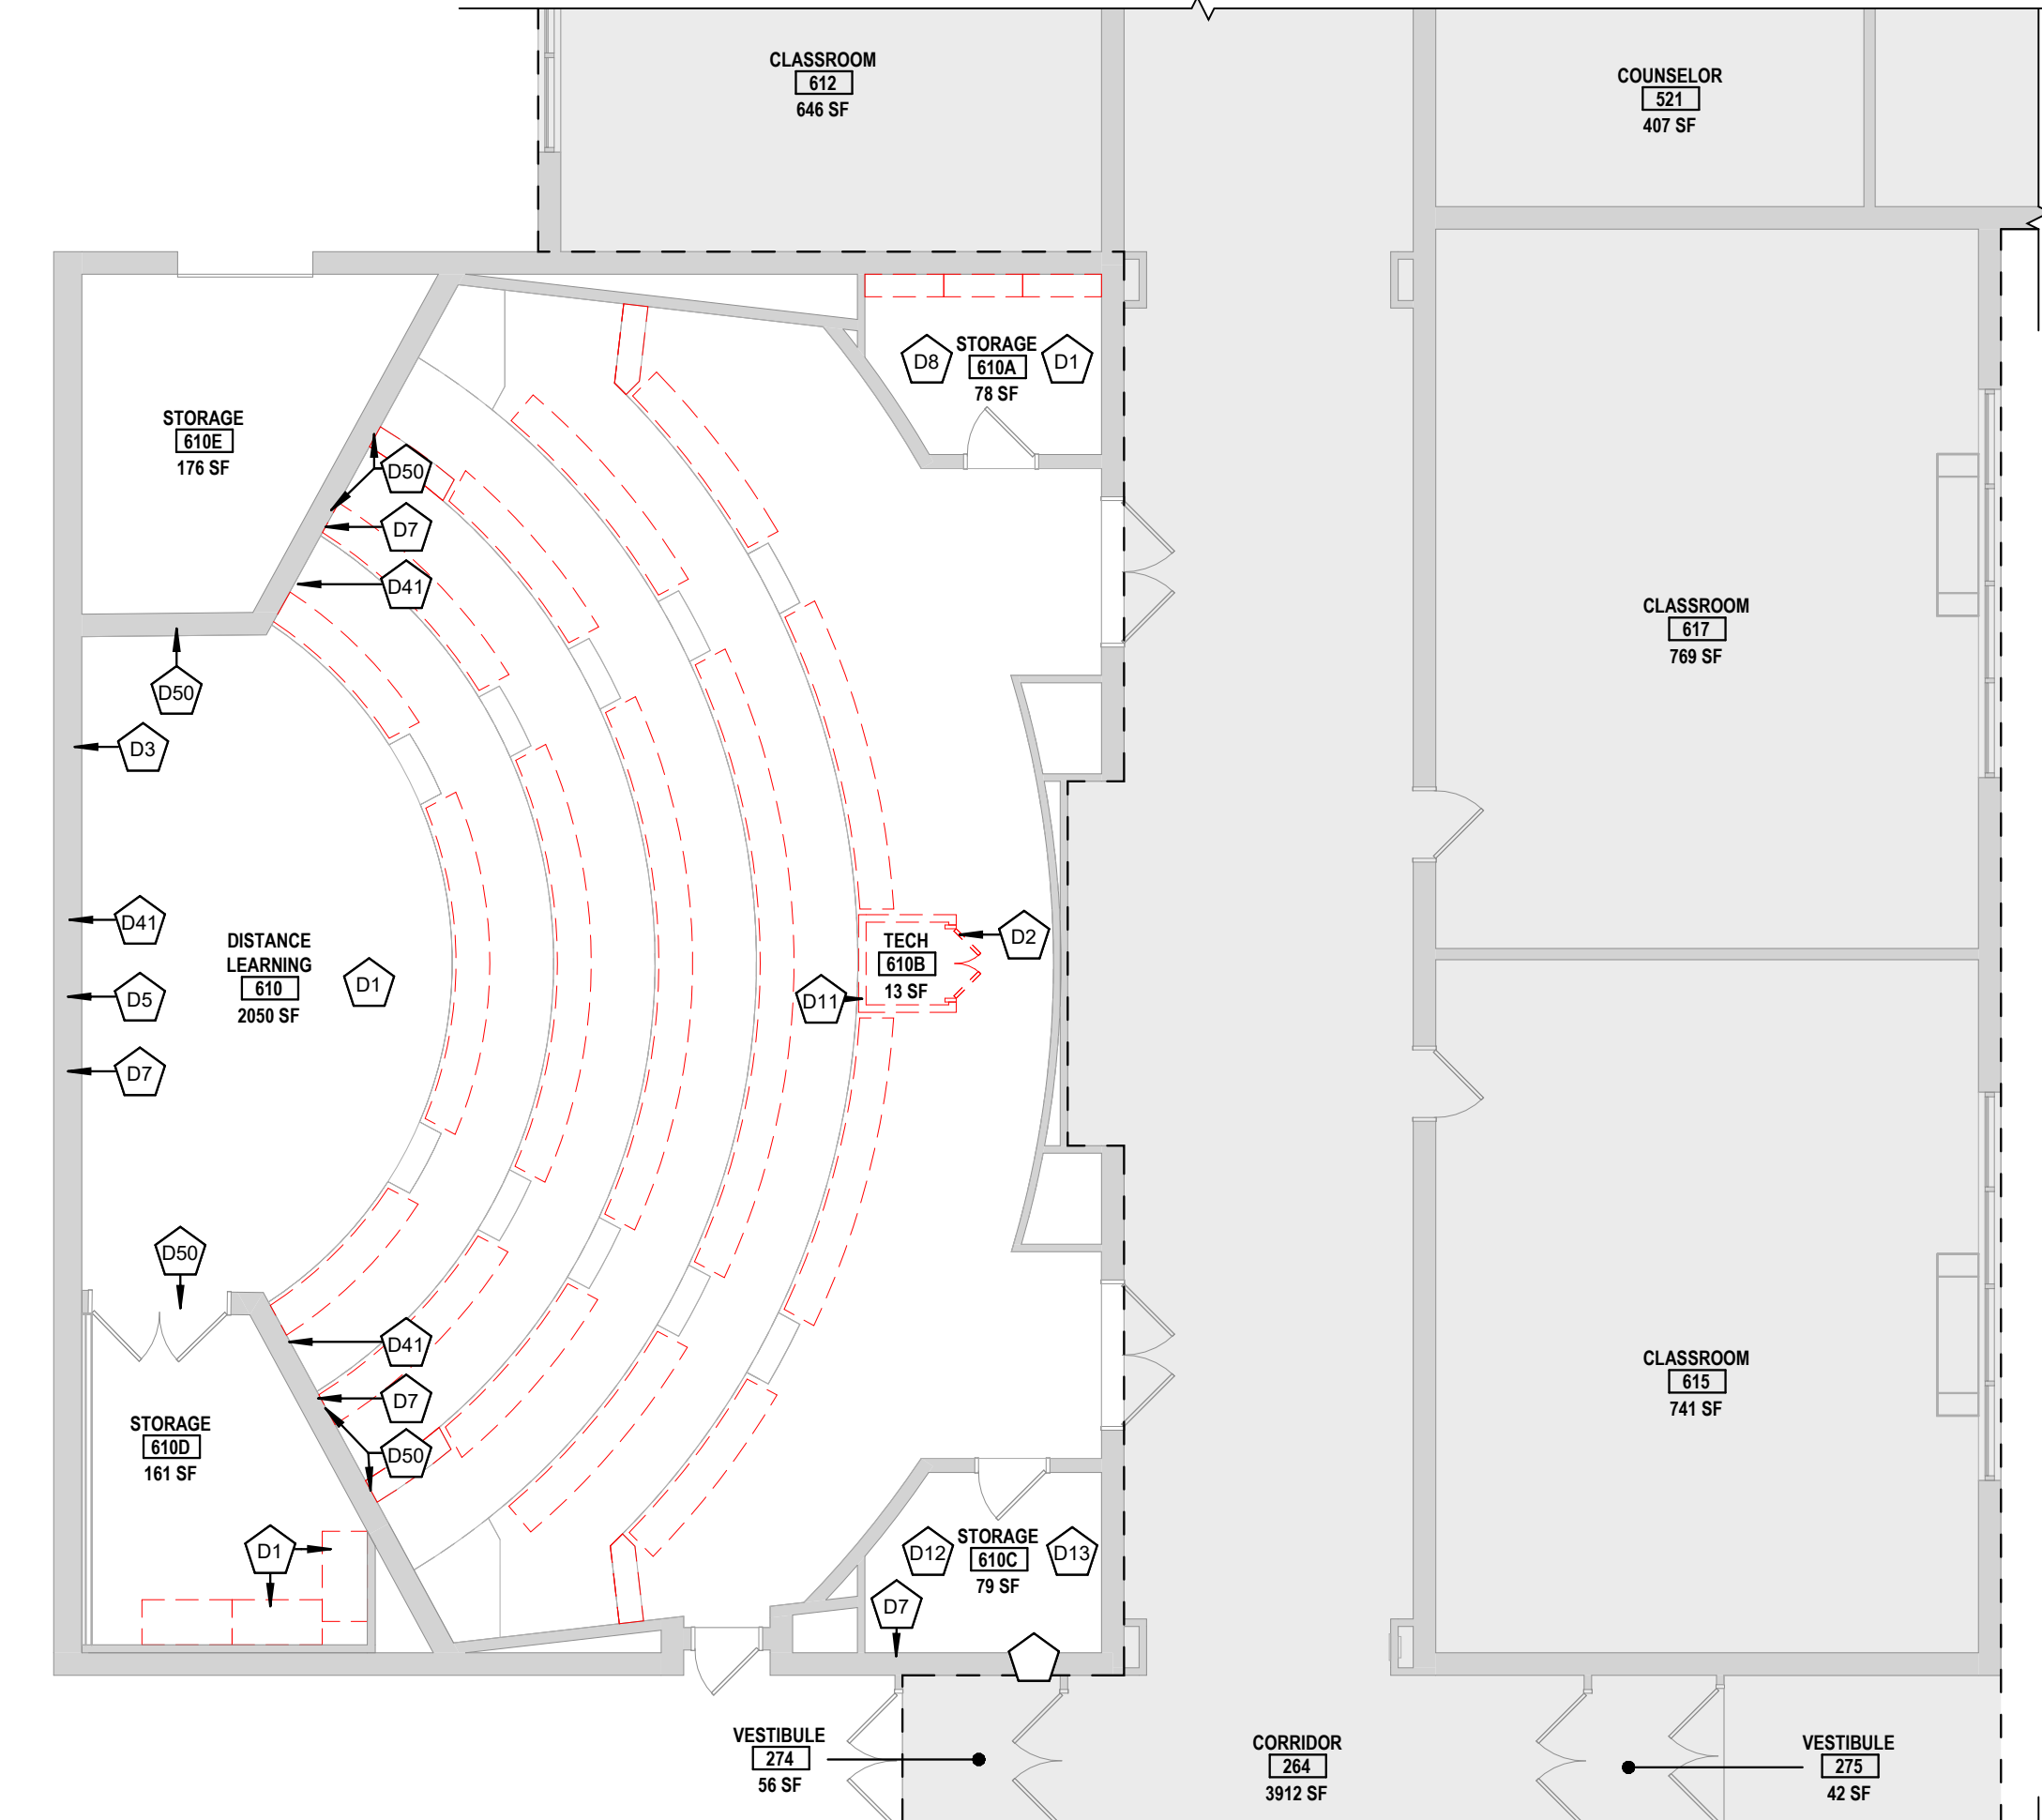 CLASSROOM
612
646 SF
COUNSELOR
521
407 SF
STORAGE
610A
78 SF
D8
D1
STORAGE
610E
176 SF
D50
D7
D41
CLASSROOM
617
769 SF
D50
D3
D41
D5
D7
DISTANCE
LEARNING
610
2050 SF
D1
TECH
610B
13 SF
D2
D11
D50
D41
D7
D50
CLASSROOM
615
741 SF
STORAGE
610D
161 SF
D1
STORAGE
610C
79 SF
D12
D13
D7
VESTIBULE
274
56 SF
CORRIDOR
264
3912 SF
VESTIBULE
275
42 SF